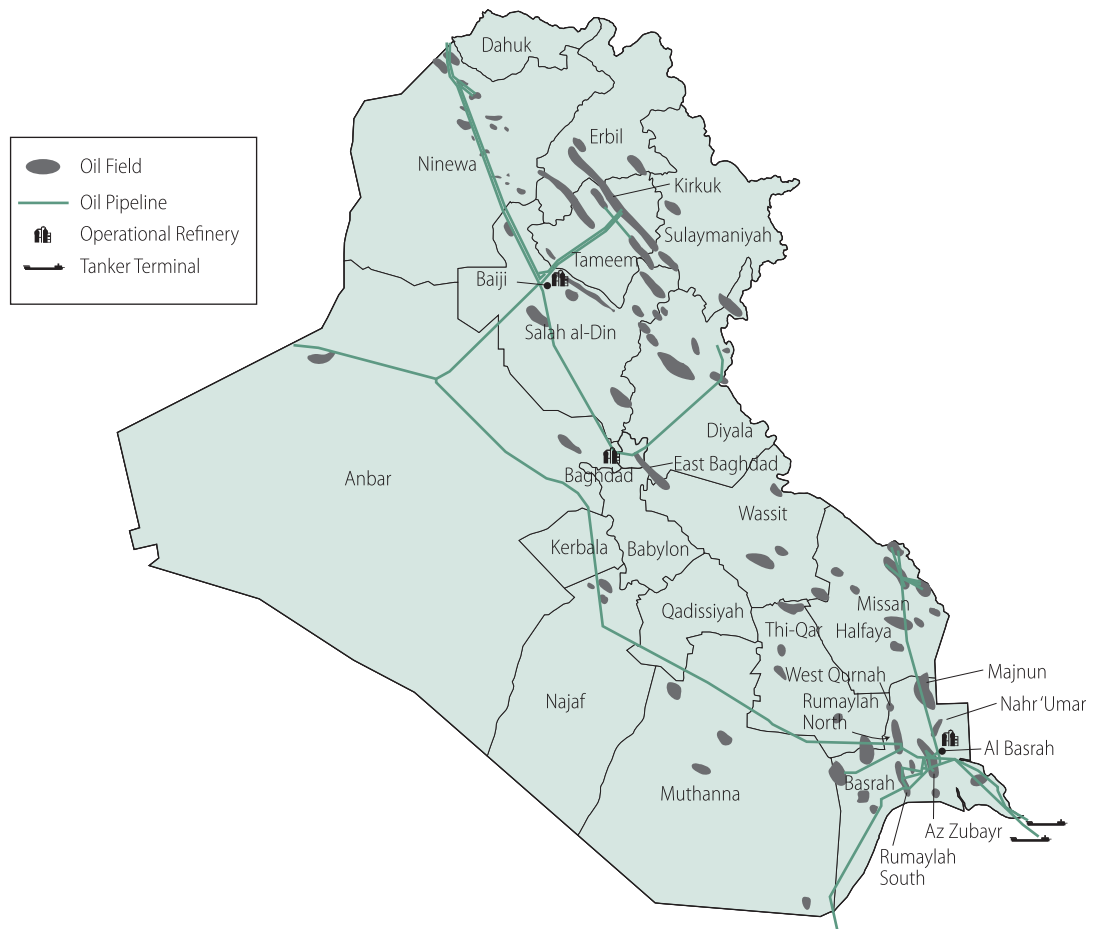 Oil Field
Oil Pipeline
Operational Refinery
Tanker Terminal
Dahuk
Erbil
Ninewa
Kirkuk
Sulaymaniyah
Tameem
Baiji
Salah al-Din
Diyala
East Baghdad
Baghdad
Anbar
Wassit
Kerbala
Babylon
Missan
Qadissiyah
Thi-Qar
Halfaya
West Qurnah
Majnun
Najaf
Rumaylah
North
Nahr ‘Umar
Al Basrah
Basrah
Muthanna
Az Zubayr
Rumaylah
South